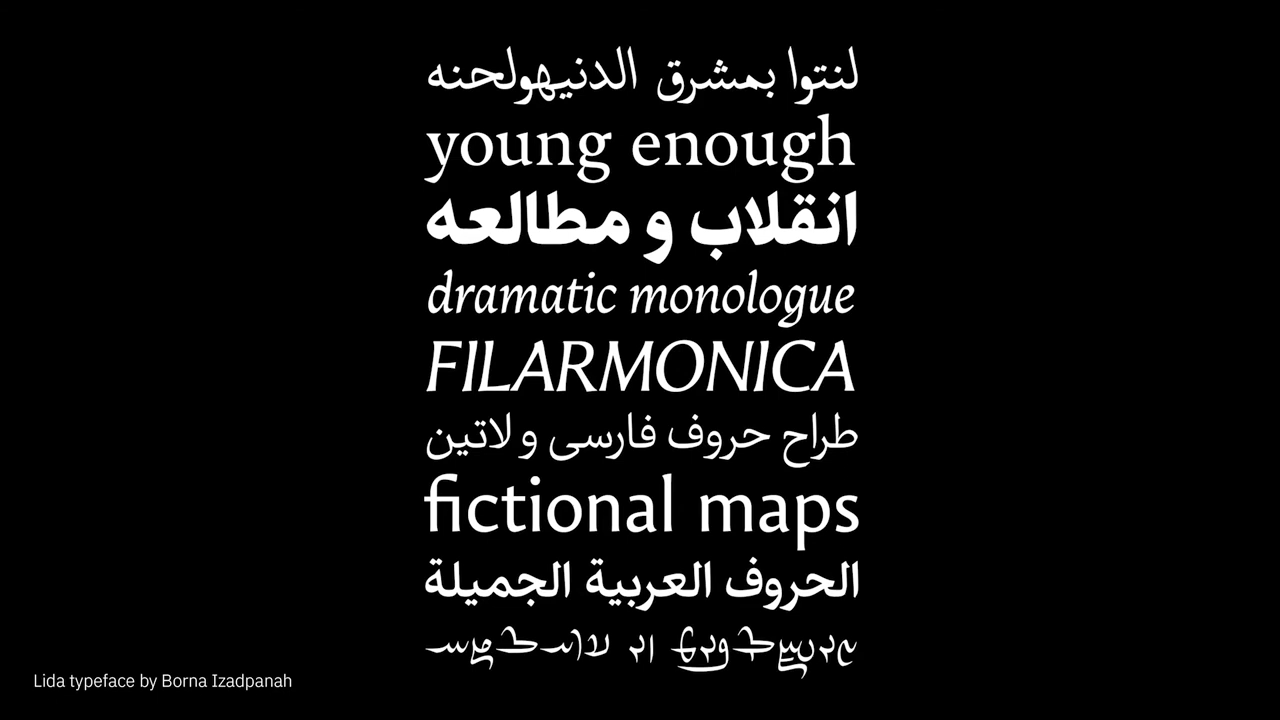 لنتوا بمشرق الدنيهولحنه
young enough
انقلاب و مطالعه
dramatic monologue
FILARMONICA
طراح حروف فارسی و لاتین
fictional maps
الحروف العربية الجميلة
Lida typeface by Borna Izadpanah